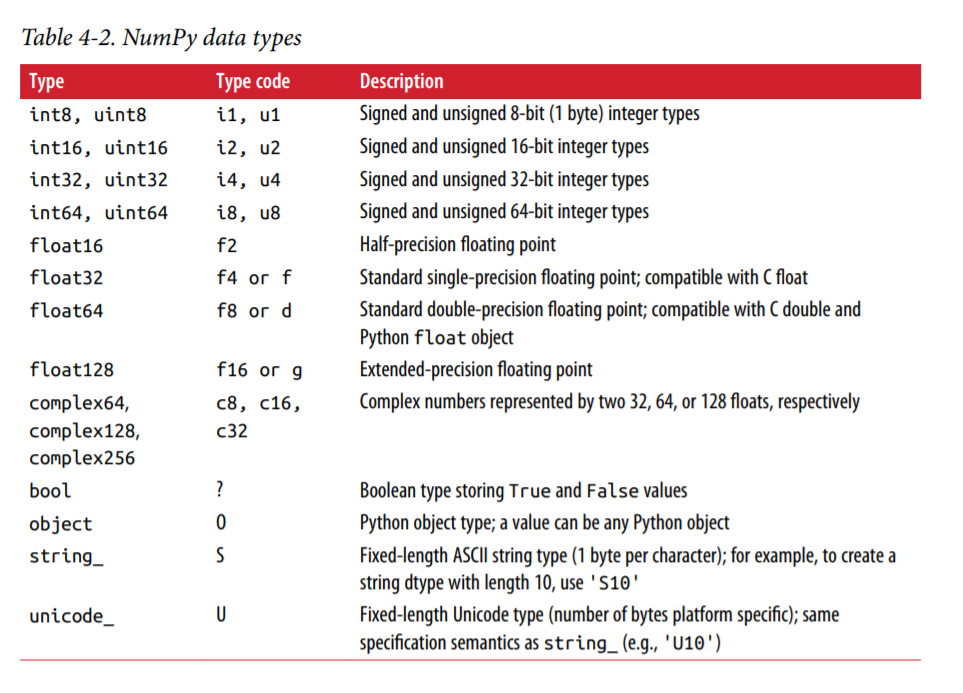 Table 4-2. NumPy data types
Type Type code Description
int8, uint8 i1, u1 Signed and unsigned 8-bit (1 byte) integer types
int16, uint16 i2, u2 Signed and unsigned 16-bit integer types
int32, uint32 i4, u4 Signed and unsigned 32-bit integer types
int64, uint64 i8, u8 Signed and unsigned 64-bit integer types
float16 f2 Half-precision floating point
float32 f4 or f Standard single-precision floating point; compatible with C float
float64 f8 or d Standard double-precision floating point; compatible with C double and
Python float object
float128 f16 or g Extended-precision floating point
complex64, c8, c16, Complex numbers represented by two 32, 64, or 128 floats, respectively
complex128, c32
complex256
bool ? Boolean type storing True and False values
object O Python object type; a value can be any Python object
string_ S Fixed-length ASCII string type (1 byte per character); for example, to create a
string dtype with length 10, use 'S10'
unicode_ U Fixed-length Unicode type (number of bytes platform specific); same
specification semantics as string_ (e.g., 'U10')